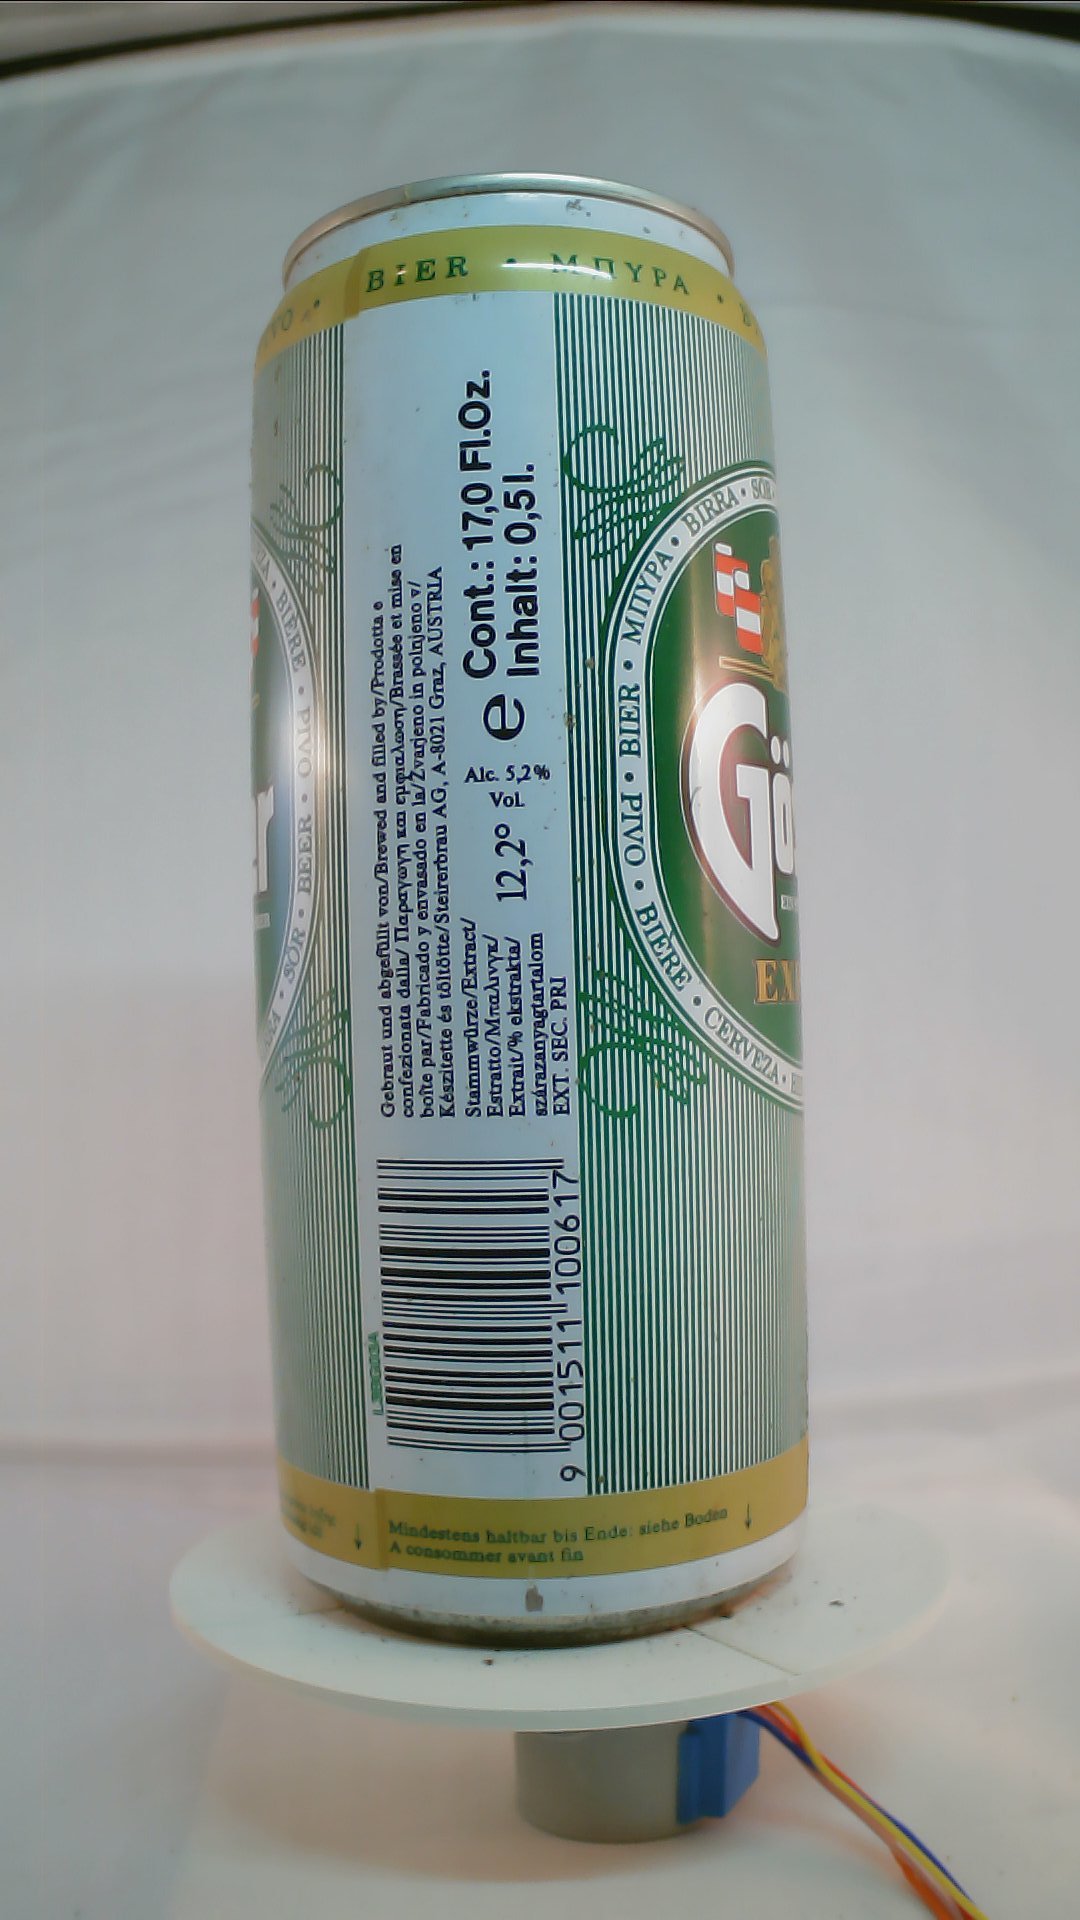 BIER • ΜΠΥΡΑ •
Gebraut und abgefüllt von/Brewed and filled by/Prodotta e
confezionata dalla/ Παραγωγη και εμφιαλωση/Brassée et mise en
boîte par/Fabricado y envasado en la/Zvarjeno in polnjeno v/
Készitette és töltötte/Steirerbrau AG, A-8021 Graz, AUSTRIA
Stammwürze/Extract/
Estratto/Μπαλινγκ/
Extrait/% ekstrakta/
szárazanyagtartalom
EXT. SEC. PRI
12,2°
Alc. 5,2%
Vol.
e Cont.: 17,0 Fl.Oz.
Inhalt: 0,5l.
9 001511 100617
BIERE • PIVO • BEER • SÖR •
CERVEZA • BIERE • PIVO • BIER • ΜΠΥΡΑ • BIRRA • SÖR
Gö
EX
Mindestens haltbar bis Ende: siehe Boden ↓
A consommer avant fin